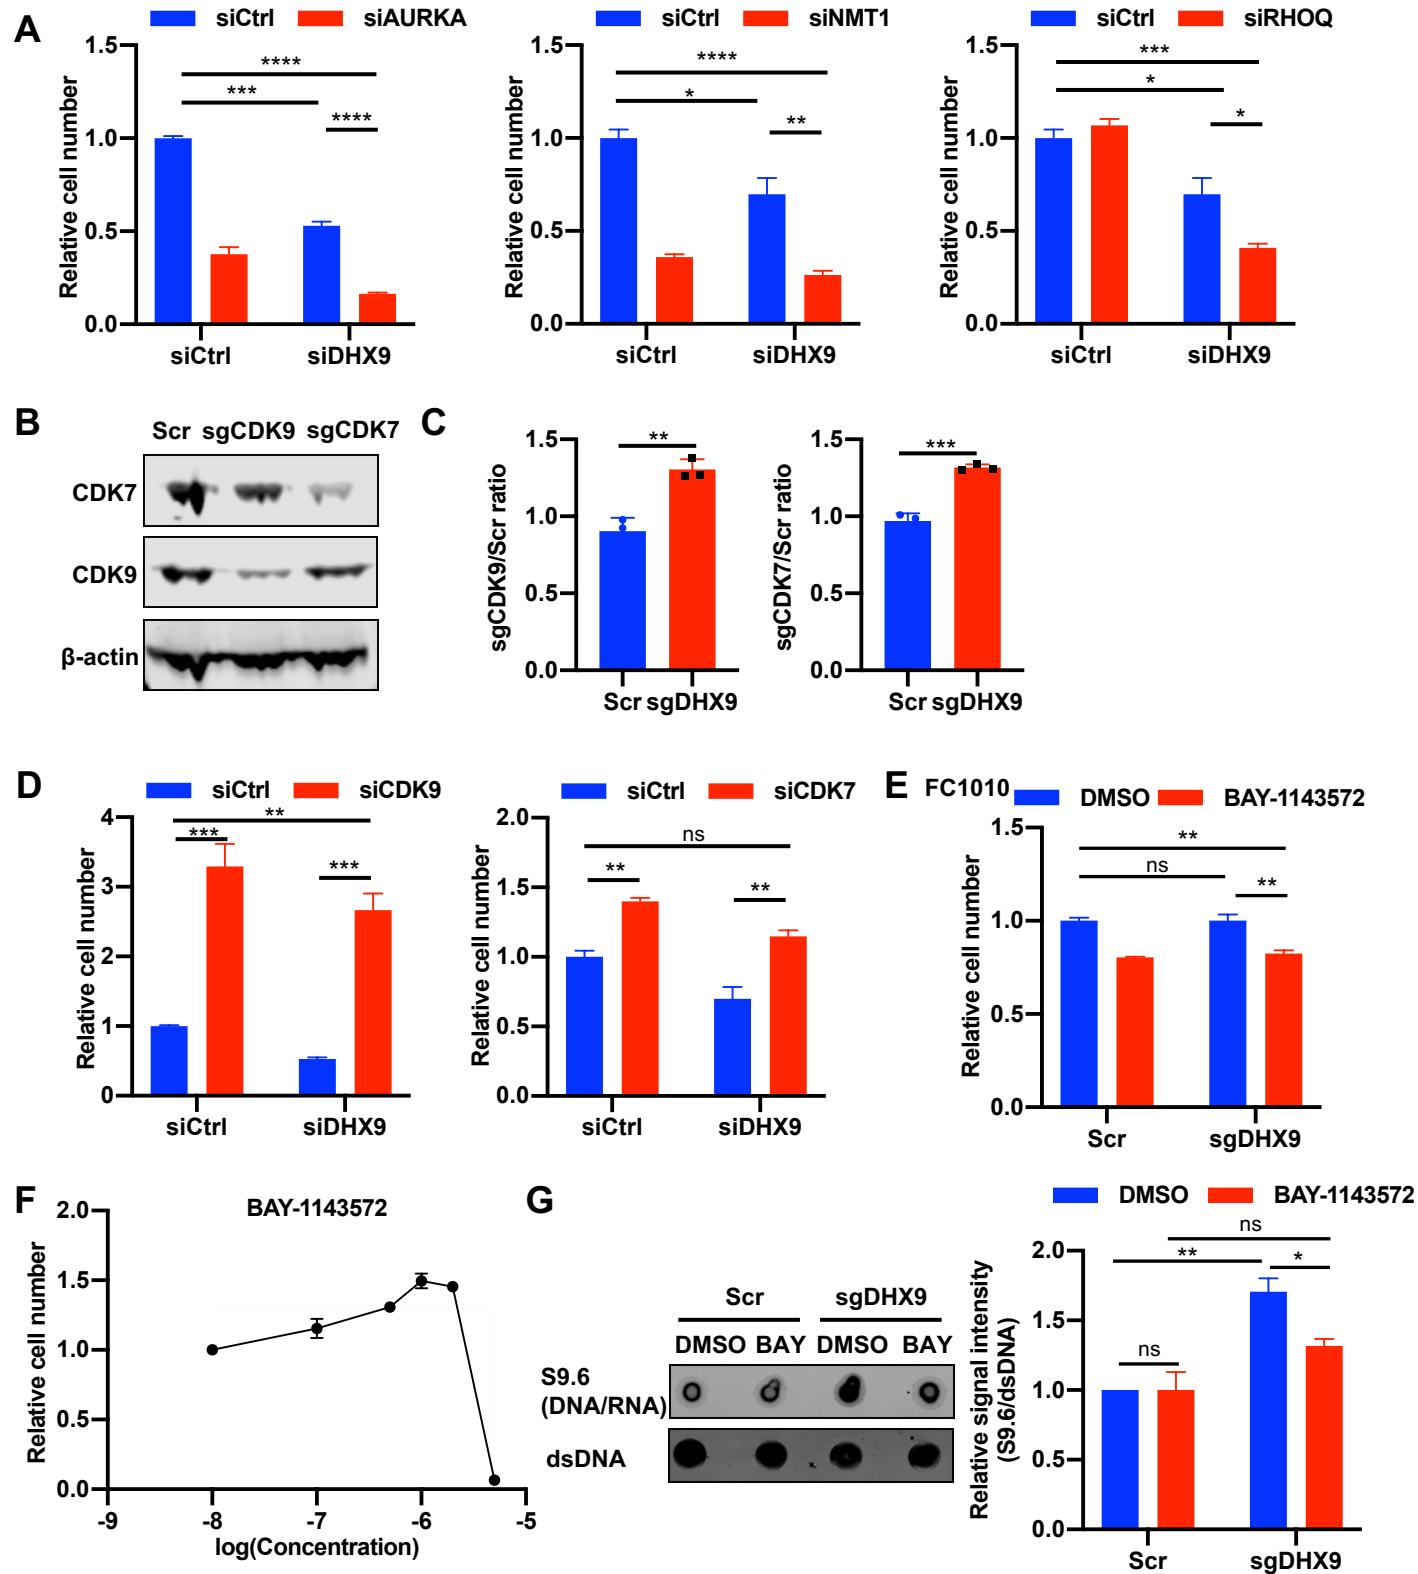 A
siCtrl siAURKA
Relative cell number
1.5
1.0
0.5
0.0
****
***
****
siCtrl siDHX9
siCtrl siNMT1
Relative cell number
1.5
1.0
0.5
0.0
****
*
**
siCtrl siDHX9
siCtrl siRHOQ
Relative cell number
1.5
1.0
0.5
0.0
***
*
*
siCtrl siDHX9
B
Scr sgCDK9 sgCDK7
CDK7
CDK9
β-actin
C
sgCDK9/Scr ratio
1.5
1.0
0.5
0.0
**
Scr sgDHX9
sgCDK7/Scr ratio
1.5
1.0
0.5
0.0
***
Scr sgDHX9
D
siCtrl siCDK9
Relative cell number
4
3
2
1
0
**
***
***
siCtrl siDHX9
siCtrl siCDK7
Relative cell number
2.0
1.5
1.0
0.5
0.0
ns
**
**
siCtrl siDHX9
E FC1010
DMSO BAY-1143572
Relative cell number
1.5
1.0
0.5
0.0
**
ns
**
Scr sgDHX9
F
BAY-1143572
Relative cell number
2.0
1.5
1.0
0.5
0.0
-9 -8 -7 -6 -5
log(Concentration)
G
Scr sgDHX9
DMSO BAY DMSO BAY
S9.6
(DNA/RNA)
dsDNA
DMSO BAY-1143572
Relative signal intensity
(S9.6/dsDNA)
2.0
1.5
1.0
0.5
0.0
ns
**
*
ns
Scr sgDHX9